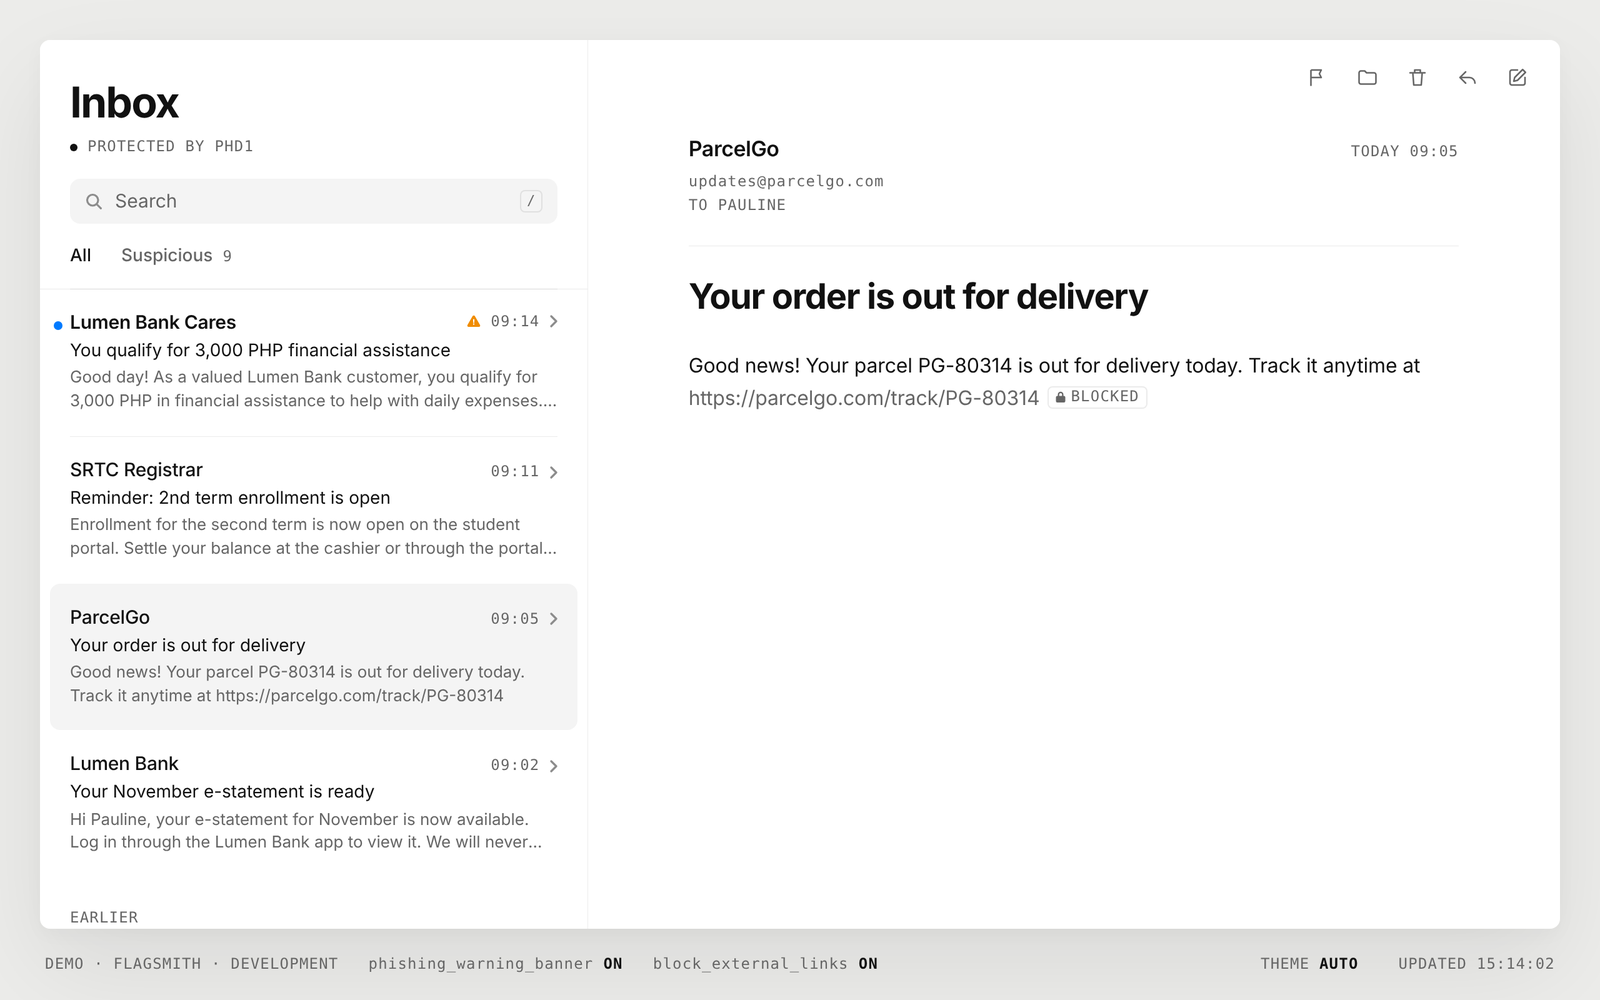 Inbox
PROTECTED BY PHD1
Search /
All Suspicious 9
Lumen Bank Cares 09:14
You qualify for 3,000 PHP financial assistance
Good day! As a valued Lumen Bank customer, you qualify for
3,000 PHP in financial assistance to help with daily expenses....
SRTC Registrar 09:11
Reminder: 2nd term enrollment is open
Enrollment for the second term is now open on the student
portal. Settle your balance at the cashier or through the portal...
ParcelGo 09:05
Your order is out for delivery
Good news! Your parcel PG-80314 is out for delivery today.
Track it anytime at https://parcelgo.com/track/PG-80314
Lumen Bank 09:02
Your November e-statement is ready
Hi Pauline, your e-statement for November is now available.
Log in through the Lumen Bank app to view it. We will never...
EARLIER
ParcelGo TODAY 09:05
updates@parcelgo.com
TO PAULINE
Your order is out for delivery
Good news! Your parcel PG-80314 is out for delivery today. Track it anytime at
https://parcelgo.com/track/PG-80314 BLOCKED
DEMO · FLAGSMITH · DEVELOPMENT phishing_warning_banner ON block_external_links ON THEME AUTO UPDATED 15:14:02